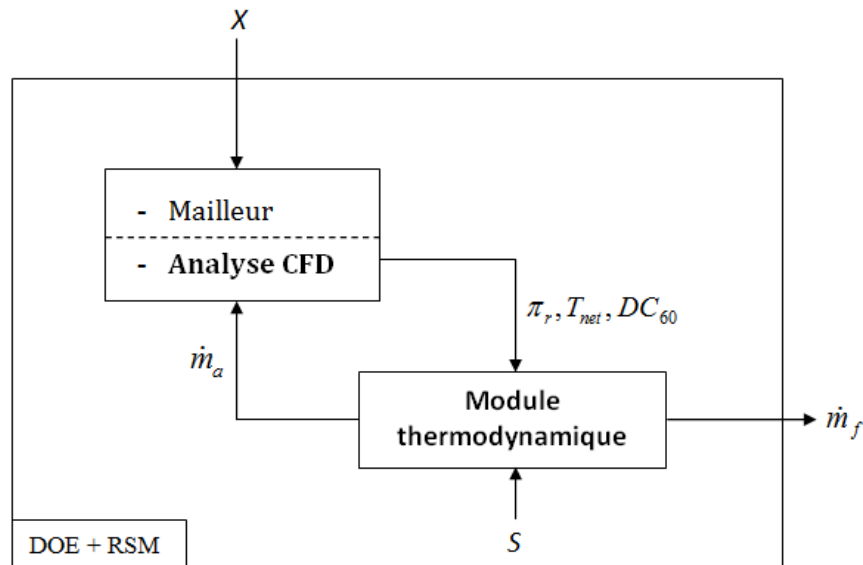 X
- Mailleur
- Analyse CFD
π_r, T_net, DC_60
ṁ_a
Module
thermodynamique
ṁ_f
S
DOE + RSM